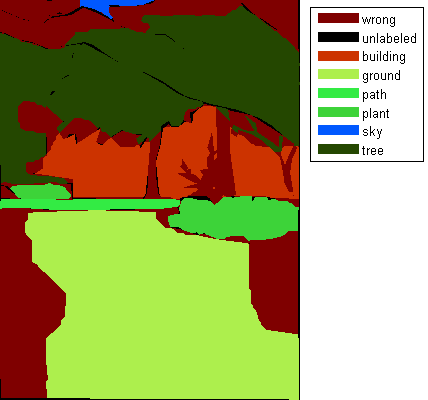 wrong
unlabeled
building
ground
path
plant
sky
tree